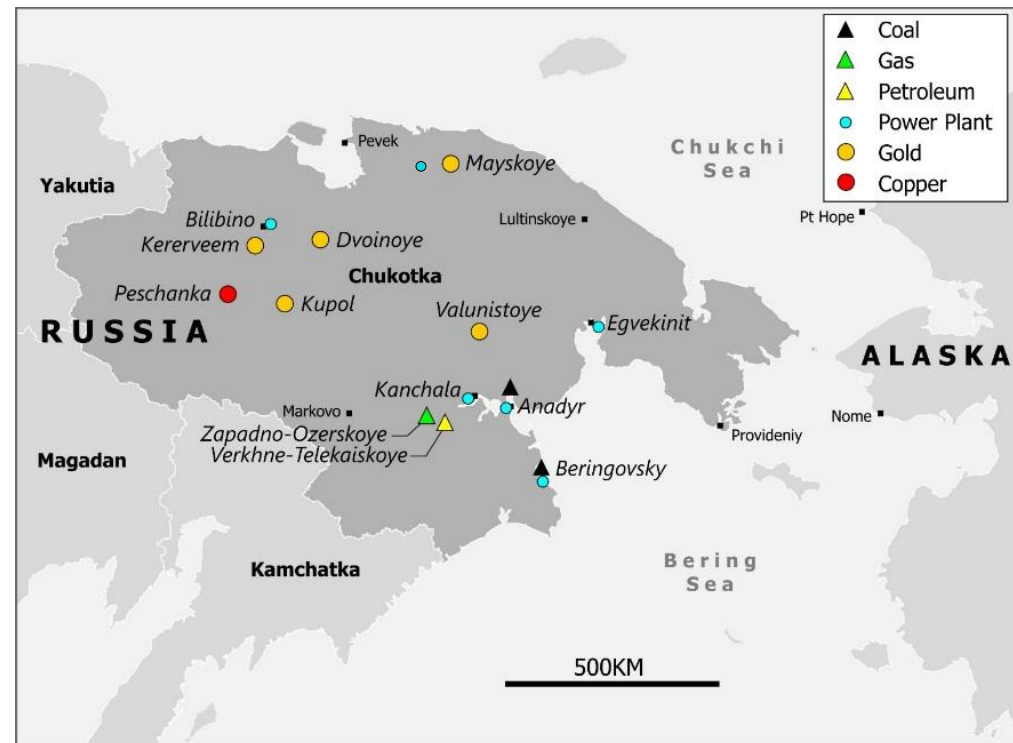 Coal
Gas
Petroleum
Power Plant
Gold
Copper
Pevek
Chukchi
Sea
Mayskoye
Yakutia
Bilibino
Lultinskoye
Pt Hope
Kererveem
Dvoinoye
Chukotka
Peschanka
Kupol
Valunistoye
RUSSIA
Egvekinit
ALASKA
Kanchala
Anadyr
Markovo
Nome
Zapadno-Ozerskoye
Provideniy
Verkhne-Telekaiskoye
Magadan
Beringovsky
Kamchatka
Bering
Sea
500KM